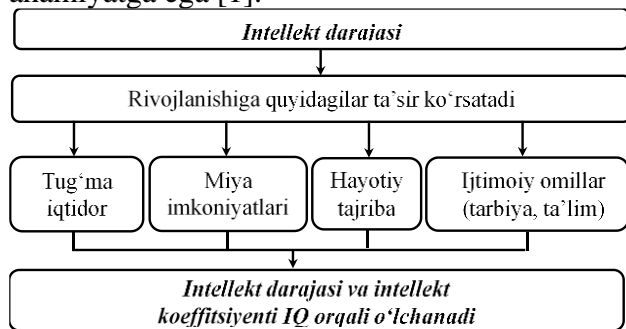 ahamiyatga ega [1].
Intellekt darajasi
Rivojlanishiga quyidagilar ta’sir ko‘rsatadi
Tug‘ma
iqtidor
Miya
imkoniyatlari
Hayotiy
tajriba
Ijtimoiy omillar
(tarbiya, ta’lim)
Intellekt darajasi va intellekt
koeffitsiyenti IQ orqali o‘lchanadi